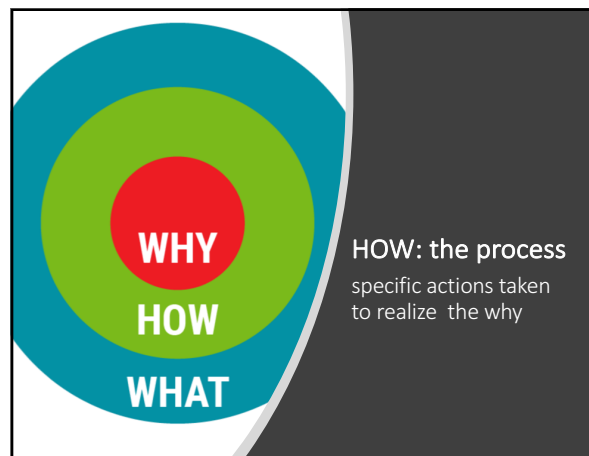 WHY
HOW
WHAT
HOW: the process
specific actions taken
to realize  the why